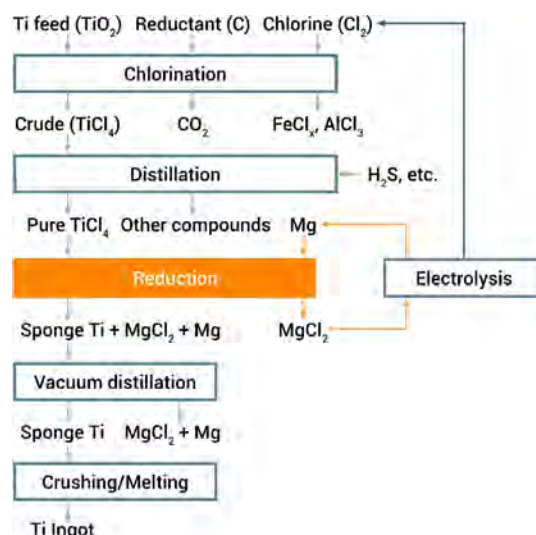 Ti feed (TiO₂) Reductant (C) Chlorine (Cl₂)
Chlorination
Crude (TiCl₄) CO₂ FeClₓ, AlCl₃
Distillation H₂S, etc.
Pure TiCl₄ Other compounds Mg
Reduction Electrolysis
Sponge Ti + MgCl₂ + Mg MgCl₂
Vacuum distillation
Sponge Ti MgCl₂ + Mg
Crushing/Melting
Ti Ingot